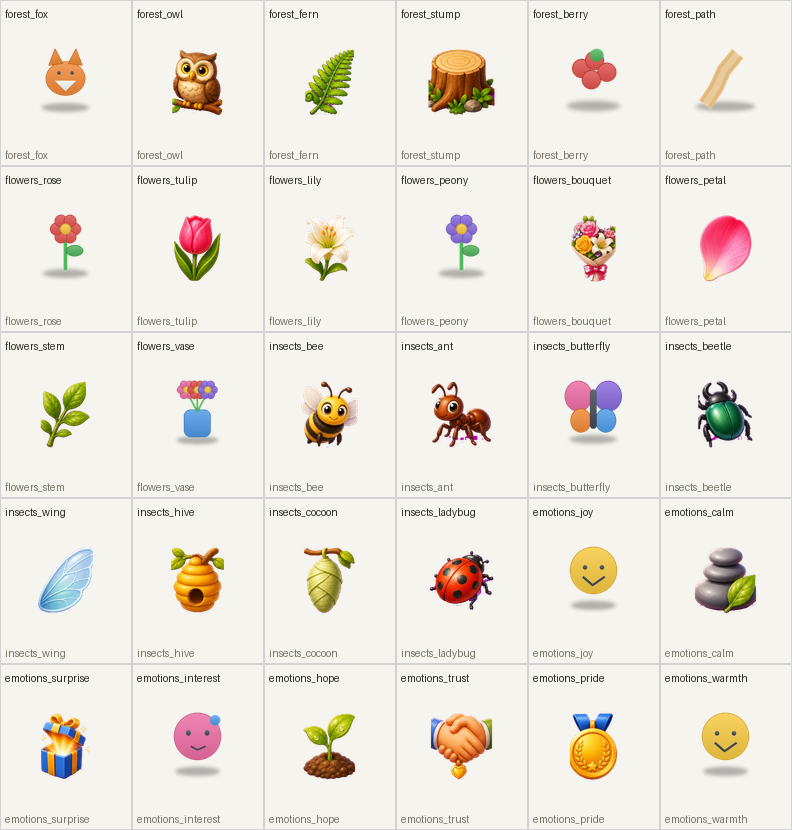 forest_fox forest_owl forest_fern forest_stump forest_berry forest_path
forest_fox forest_owl forest_fern forest_stump forest_berry forest_path
flowers_rose flowers_tulip flowers_lily flowers_peony flowers_bouquet flowers_petal
flowers_rose flowers_tulip flowers_lily flowers_peony flowers_bouquet flowers_petal
flowers_stem flowers_vase insects_bee insects_ant insects_butterfly insects_beetle
flowers_stem flowers_vase insects_bee insects_ant insects_butterfly insects_beetle
insects_wing insects_hive insects_cocoon insects_ladybug emotions_joy emotions_calm
insects_wing insects_hive insects_cocoon insects_ladybug emotions_joy emotions_calm
emotions_surprise emotions_interest emotions_hope emotions_trust emotions_pride emotions_warmth
emotions_surprise emotions_interest emotions_hope emotions_trust emotions_pride emotions_warmth